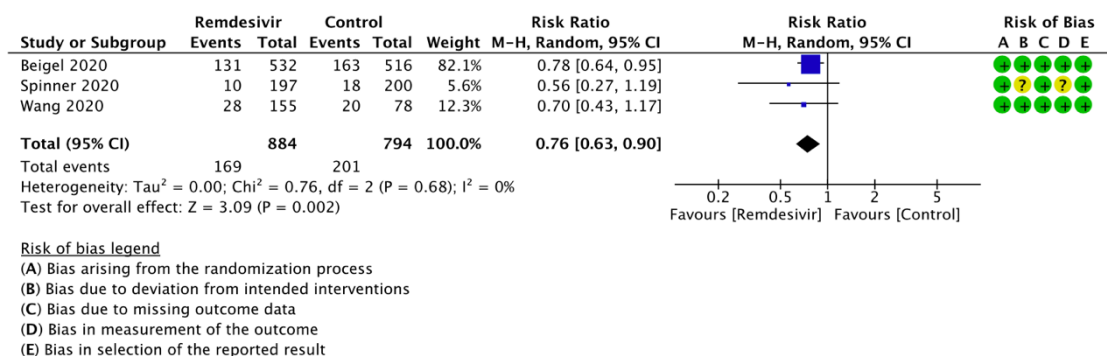 Remdesivir Control Risk Ratio Risk Ratio Risk of Bias
Study or Subgroup Events Total Events Total Weight M-H, Random, 95% CI M-H, Random, 95% CI A B C D E
Beigel 2020 131 532 163 516 82.1% 0.78 [0.64, 0.95] + + + + +
Spinner 2020 10 197 18 200 5.6% 0.56 [0.27, 1.19] + ? + ? +
Wang 2020 28 155 20 78 12.3% 0.70 [0.43, 1.17] + + + + +
Total (95% CI) 884 794 100.0% 0.76 [0.63, 0.90]
Total events 169 201
Heterogeneity: Tau² = 0.00; Chi² = 0.76, df = 2 (P = 0.68); I² = 0%
Test for overall effect: Z = 3.09 (P = 0.002)
0.2 0.5 1 2 5
Favours [Remdesivir] Favours [Control]
Risk of bias legend
(A) Bias arising from the randomization process
(B) Bias due to deviation from intended interventions
(C) Bias due to missing outcome data
(D) Bias in measurement of the outcome
(E) Bias in selection of the reported result